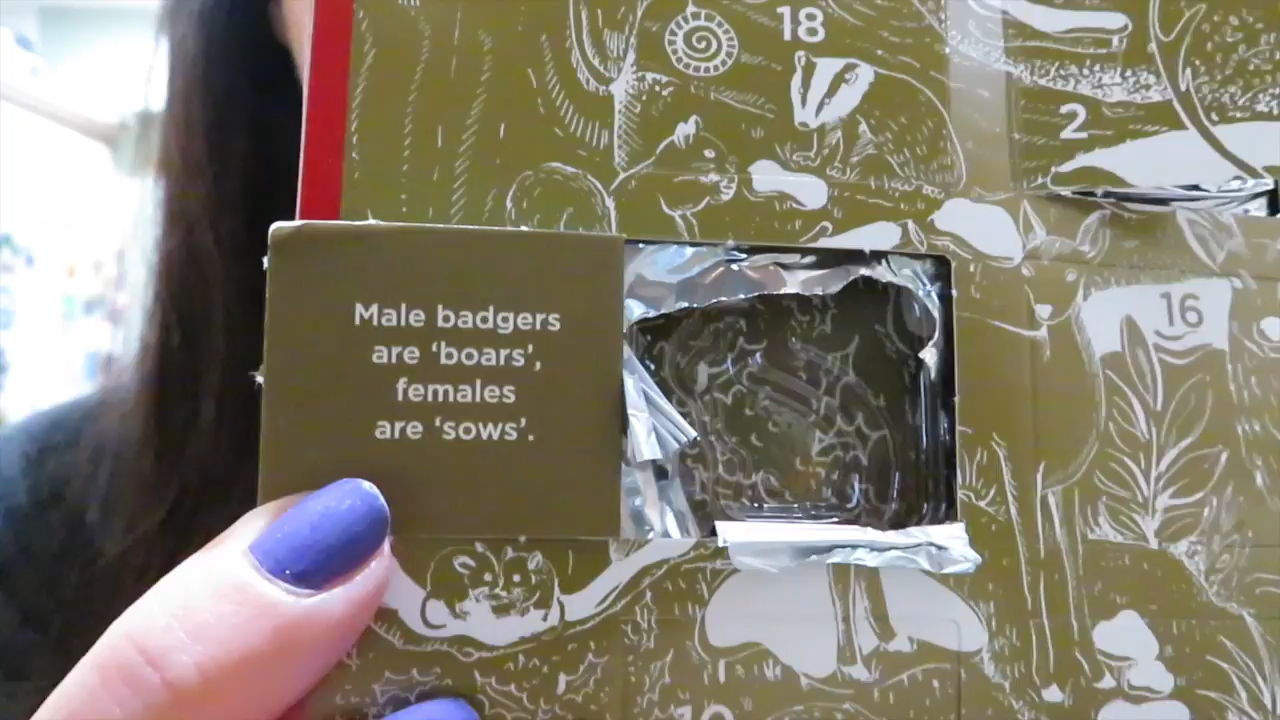 18
2
Male badgers
are ‘boars’,
females
are ‘sows’.
16